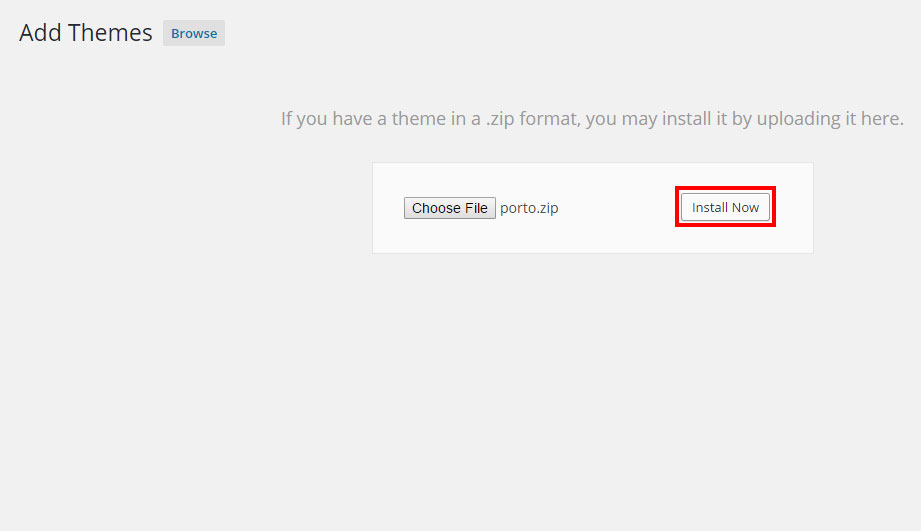 Add Themes Browse
If you have a theme in a .zip format, you may install it by uploading it here.
Choose File porto.zip Install Now